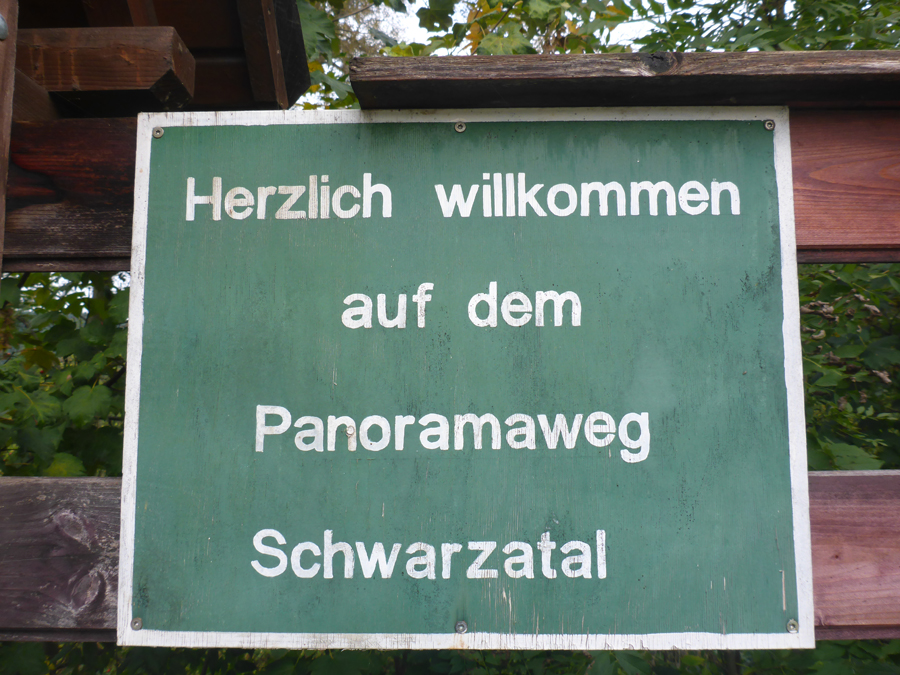 Herzlich willkommen
auf dem
Panoramaweg
Schwarzatal